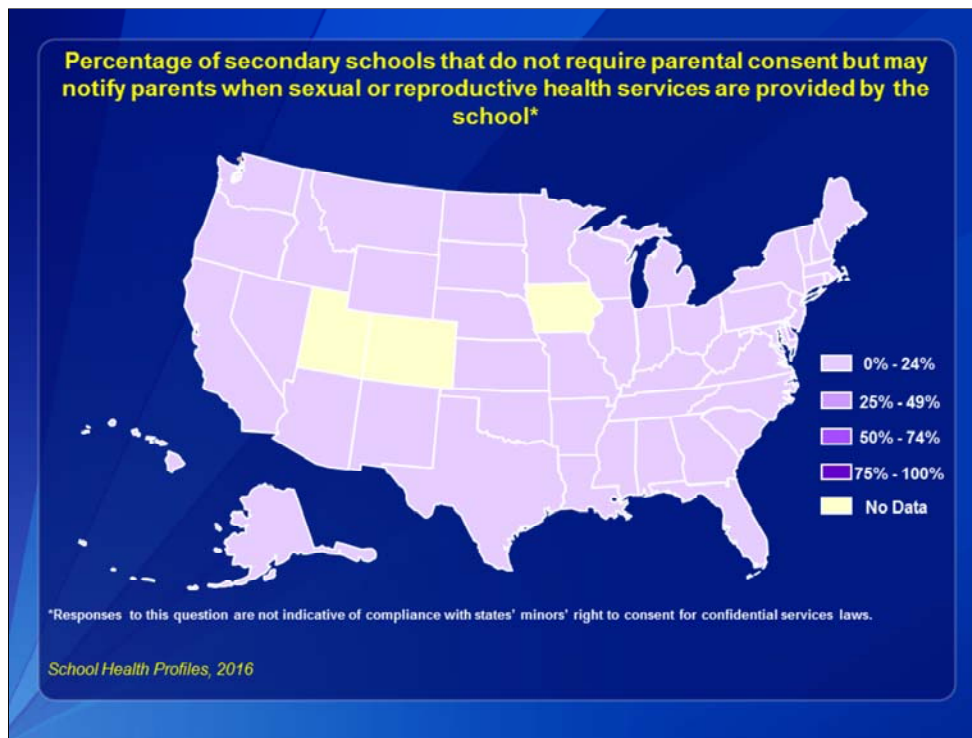 Percentage of secondary schools that do not require parental consent but may
notify parents when sexual or reproductive health services are provided by the
school*
0% - 24%
25% - 49%
50% - 74%
75% - 100%
No Data
*Responses to this question are not indicative of compliance with states' minors' right to consent for confidential services laws.
School Health Profiles, 2016